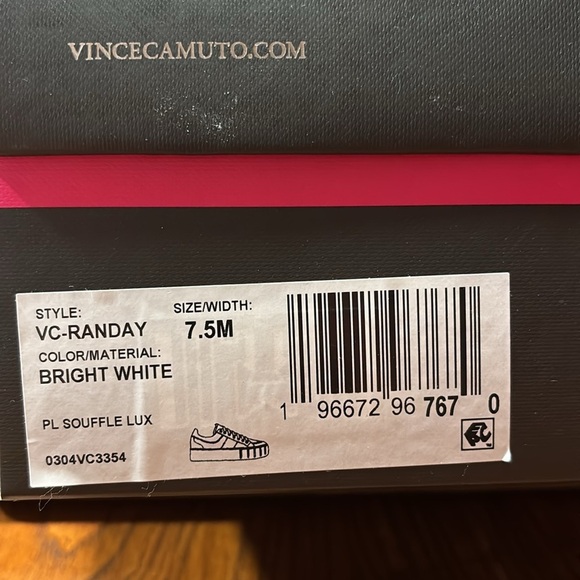 VINCECAMUTO.COM
STYLE:
VC-RANDAY
SIZE/WIDTH:
7.5M
COLOR/MATERIAL:
BRIGHT WHITE
PL SOUFFLE LUX
0304VC3354
1 96672 96 767 0